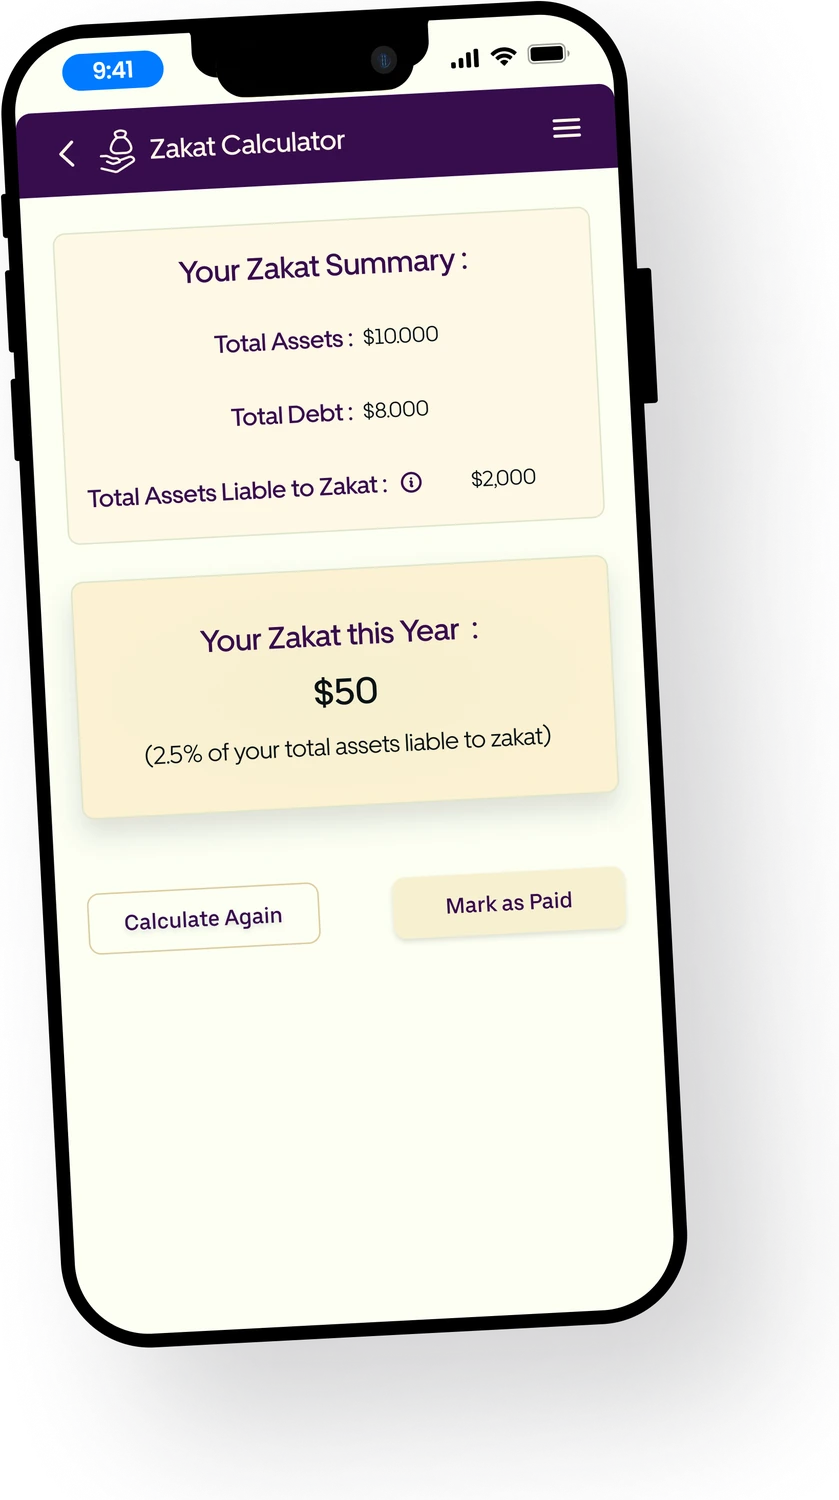 9:41
Zakat Calculator
Your Zakat Summary :
Total Assets : $10.000
Total Debt : $8.000
Total Assets Liable to Zakat : $2,000
Your Zakat this Year :
$50
(2.5% of your total assets liable to zakat)
Calculate Again
Mark as Paid